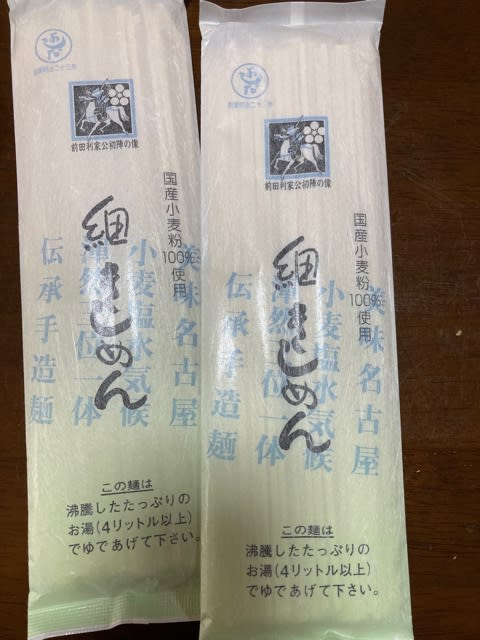 前田利家公初陣の像
国産小麦粉
100%使用
細きしめん
美味名古屋
小麦塩水気候
渾然三位一体
伝承手造麺
この麺は
沸騰したたっぷりの
お湯(4リットル以上)
でゆであげて下さい。
前田利家公初陣の像
国産小麦粉
100%使用
細きしめん
美味名古屋
小麦塩水気候
渾然三位一体
伝承手造麺
この麺は
沸騰したたっぷりの
お湯(4リットル以上)
でゆであげて下さい。